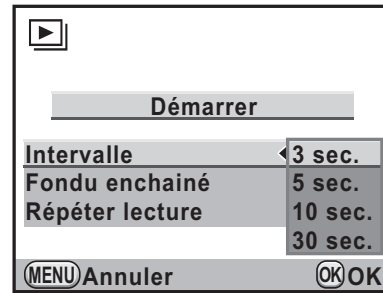 Démarrer
Intervalle 3 sec.
Fondu enchainé 5 sec.
Répéter lecture 10 sec.
30 sec.
MENU Annuler OK OK